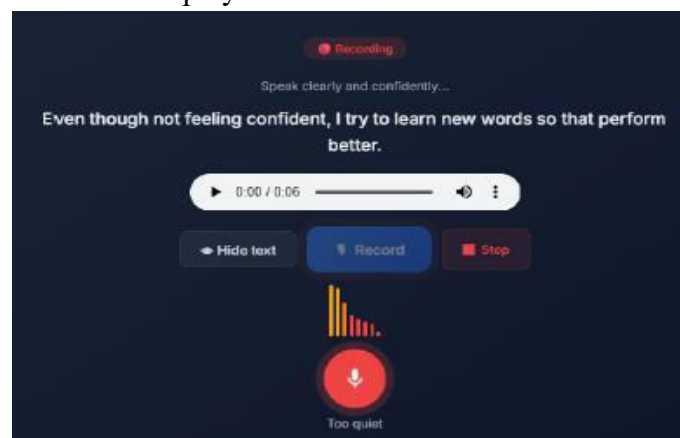 Recording
Speak clearly and confidently...
Even though not feeling confident, I try to learn new words so that perform
better.
0:00 / 0:06
Hide text
Record
Stop
Too quiet